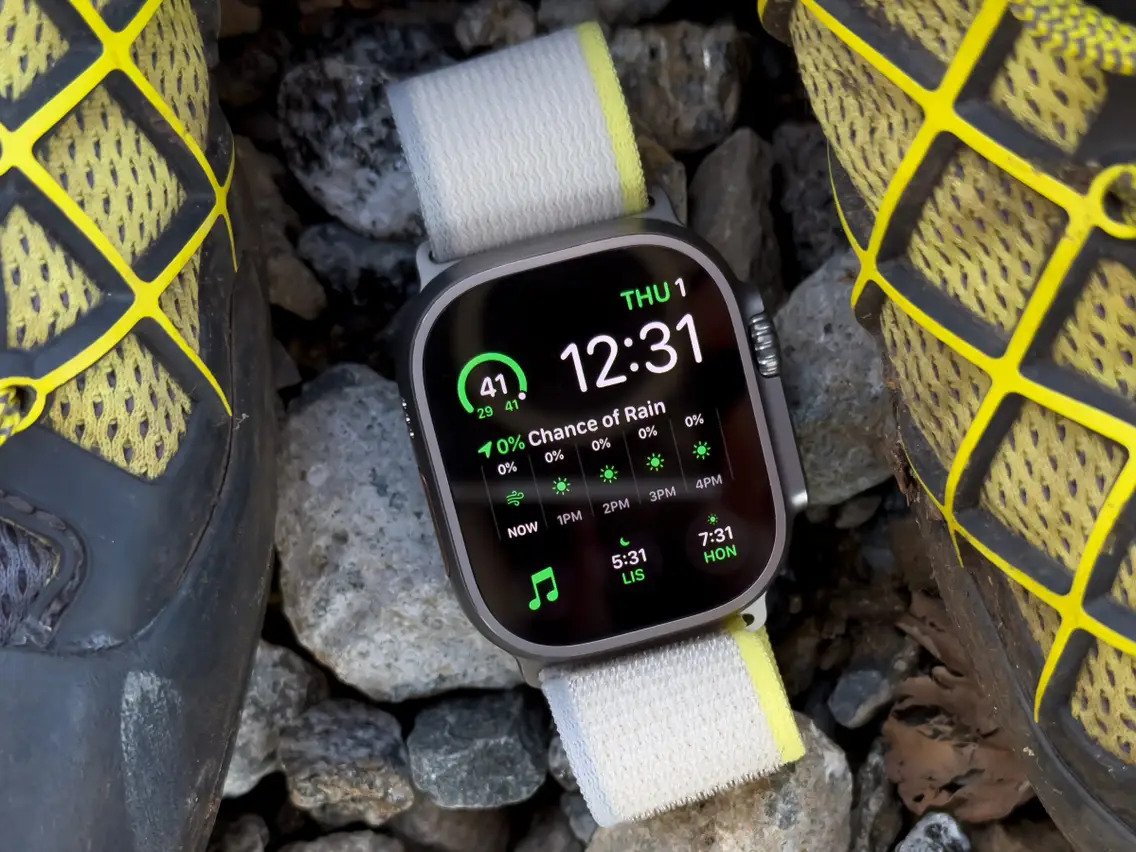 THU 1
12:31
41
29 41
0% Chance of Rain
0% 0% 0% 0% 0%
NOW 1PM 2PM 3PM 4PM
5:31
LIS
7:31
HON